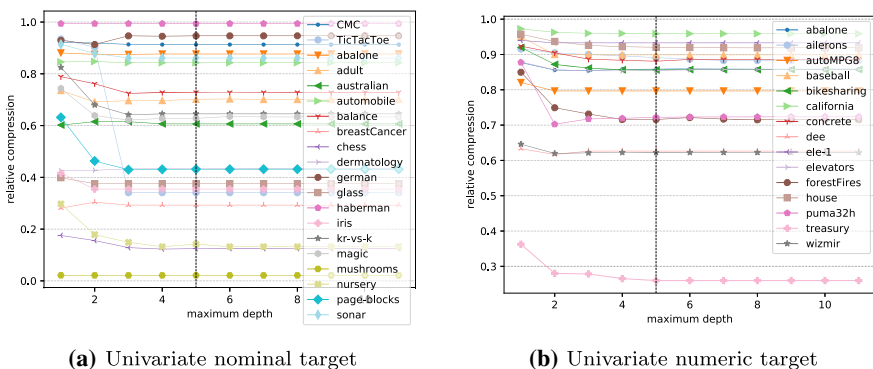 1.0
0.8
0.6
0.4
0.2
0.0
relative compression
2
4
6
8
maximum depth
CMC
TicTacToe
abalone
adult
australian
automobile
balance
breastCancer
chess
dermatology
german
glass
haberman
iris
kr-vs-k
magic
mushrooms
nursery
page-blocks
sonar
(a) Univariate nominal target
1.0
0.9
0.8
0.7
0.6
0.5
0.4
0.3
relative compression
2
4
6
8
10
maximum depth
abalone
ailerons
autoMPG8
baseball
bikesharing
california
concrete
dee
ele-1
elevators
forestFires
house
puma32h
treasury
wizmir
(b) Univariate numeric target